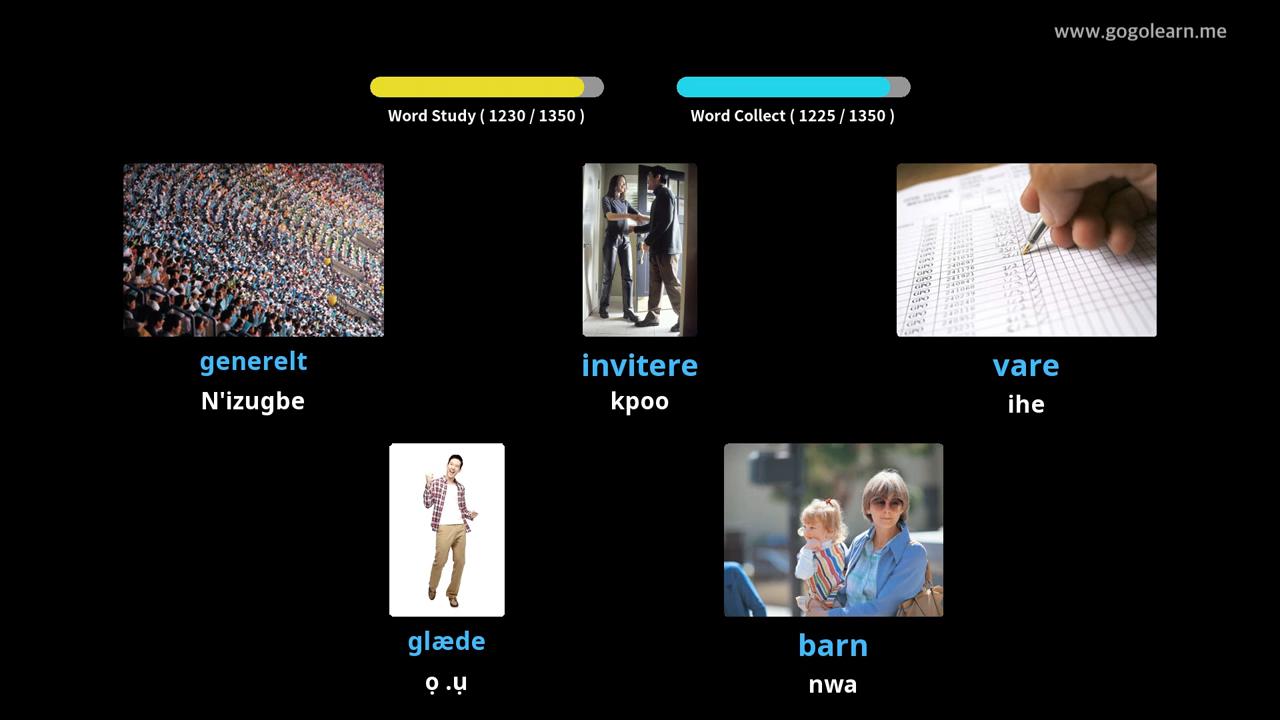 www.gogolearn.me
Word Study ( 1230 / 1350 )
Word Collect ( 1225 / 1350 )
generelt
N'izugbe
invitere
kpoo
vare
ihe
glæde
ọ .ụ
barn
nwa